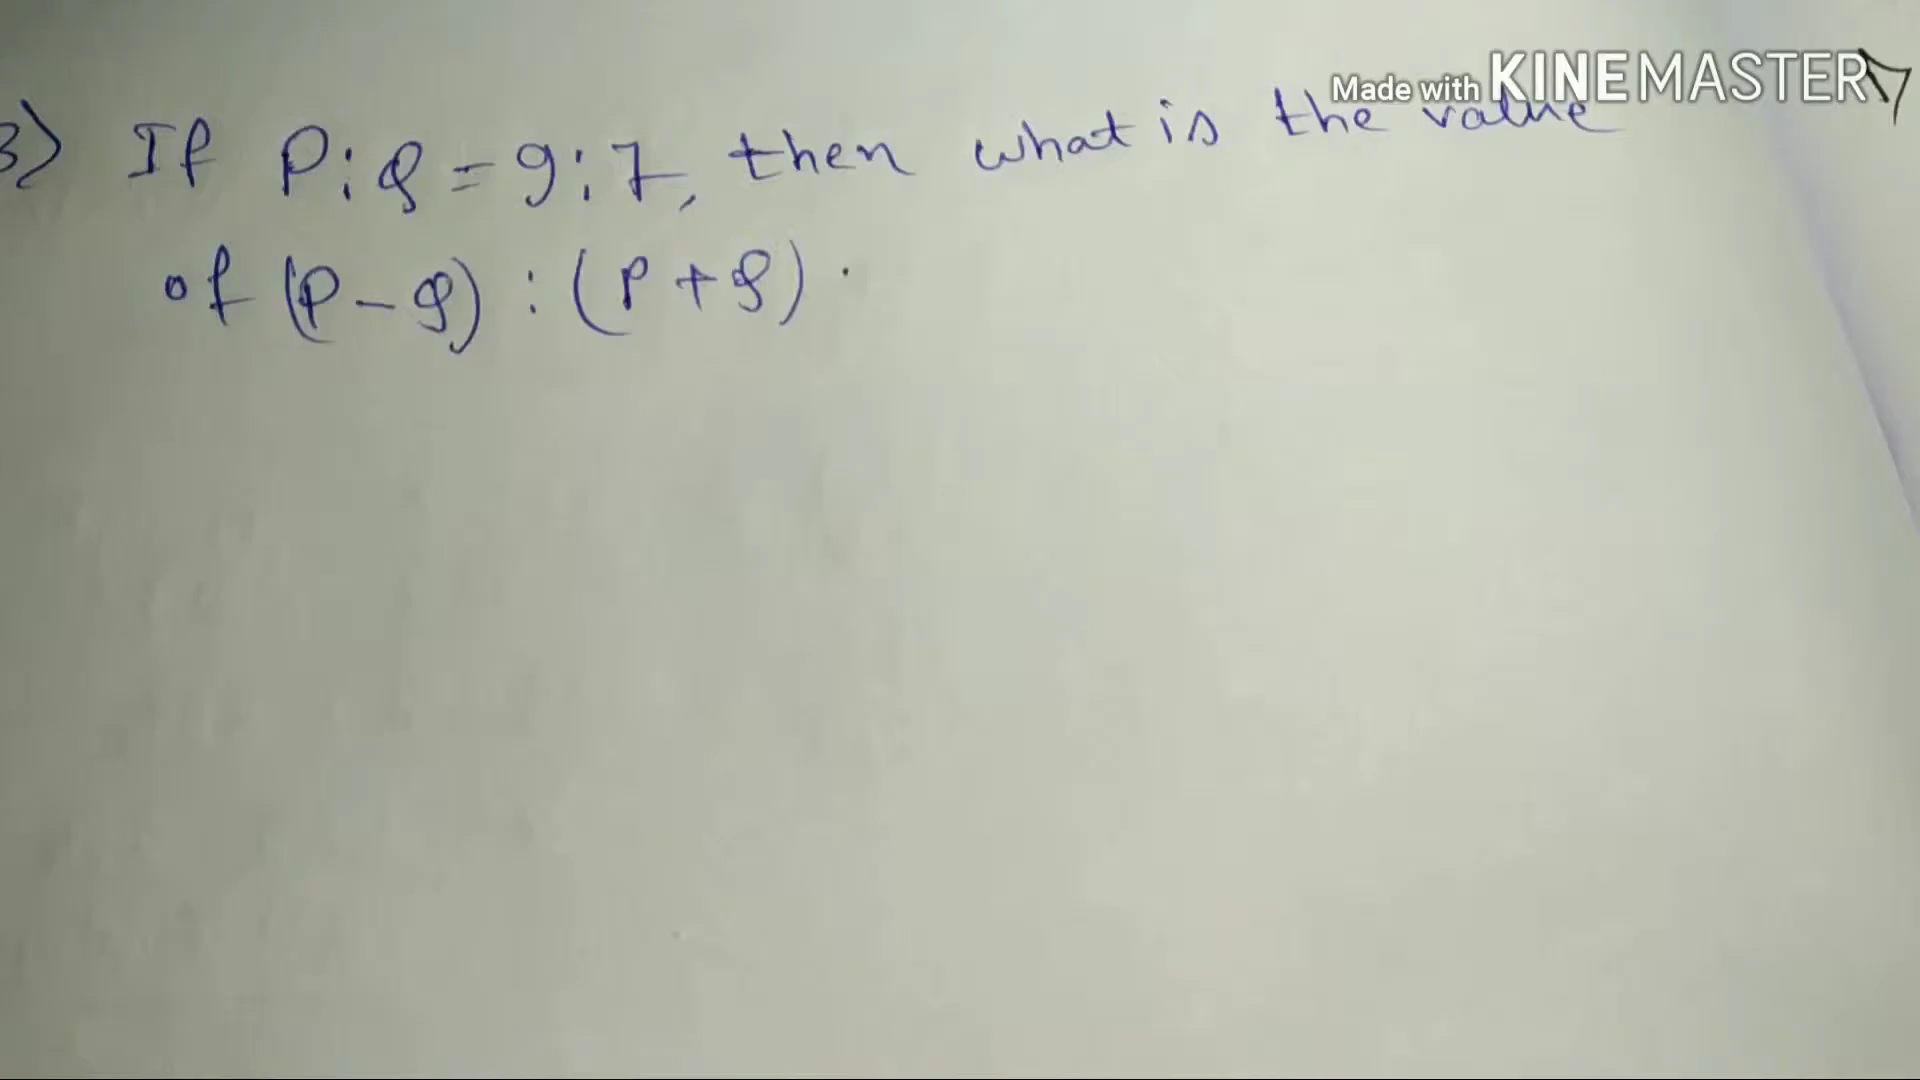 Made with KINEMASTER
3) If P:Q = 9:7, then what is the value
of (P-Q) : (P+Q).